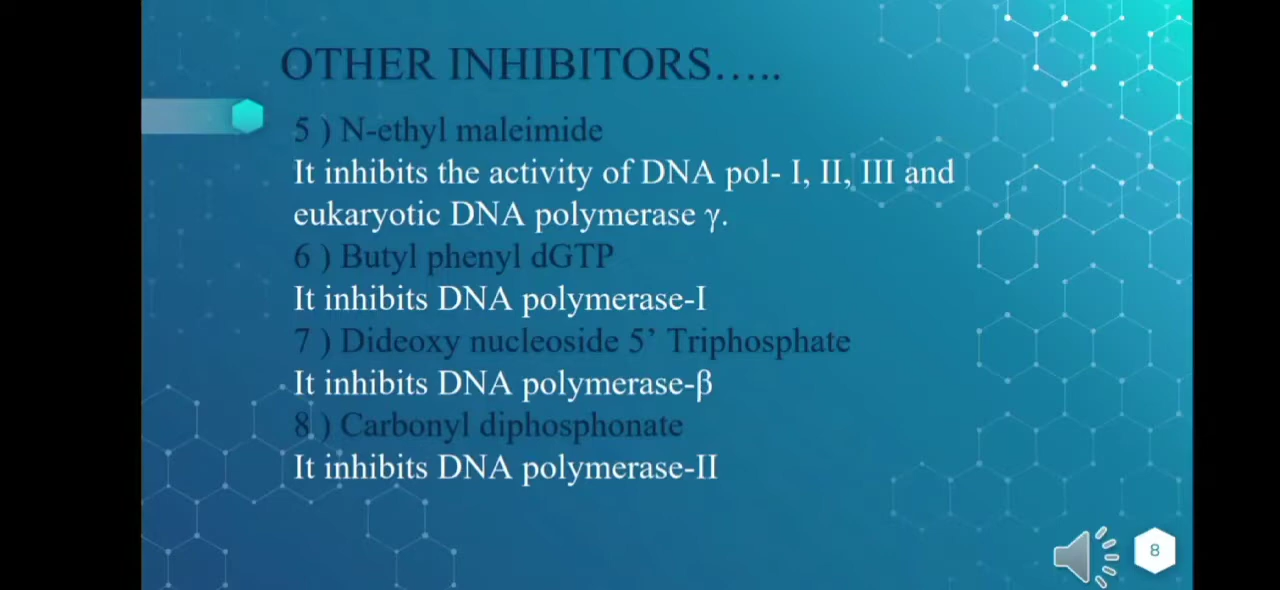 OTHER INHIBITORS.....
5 ) N-ethyl maleimide
It inhibits the activity of DNA pol- I, II, III and
eukaryotic DNA polymerase γ.
6 ) Butyl phenyl dGTP
It inhibits DNA polymerase-I
7 ) Dideoxy nucleoside 5’ Triphosphate
It inhibits DNA polymerase-β
8 ) Carbonyl diphosphonate
It inhibits DNA polymerase-II
8